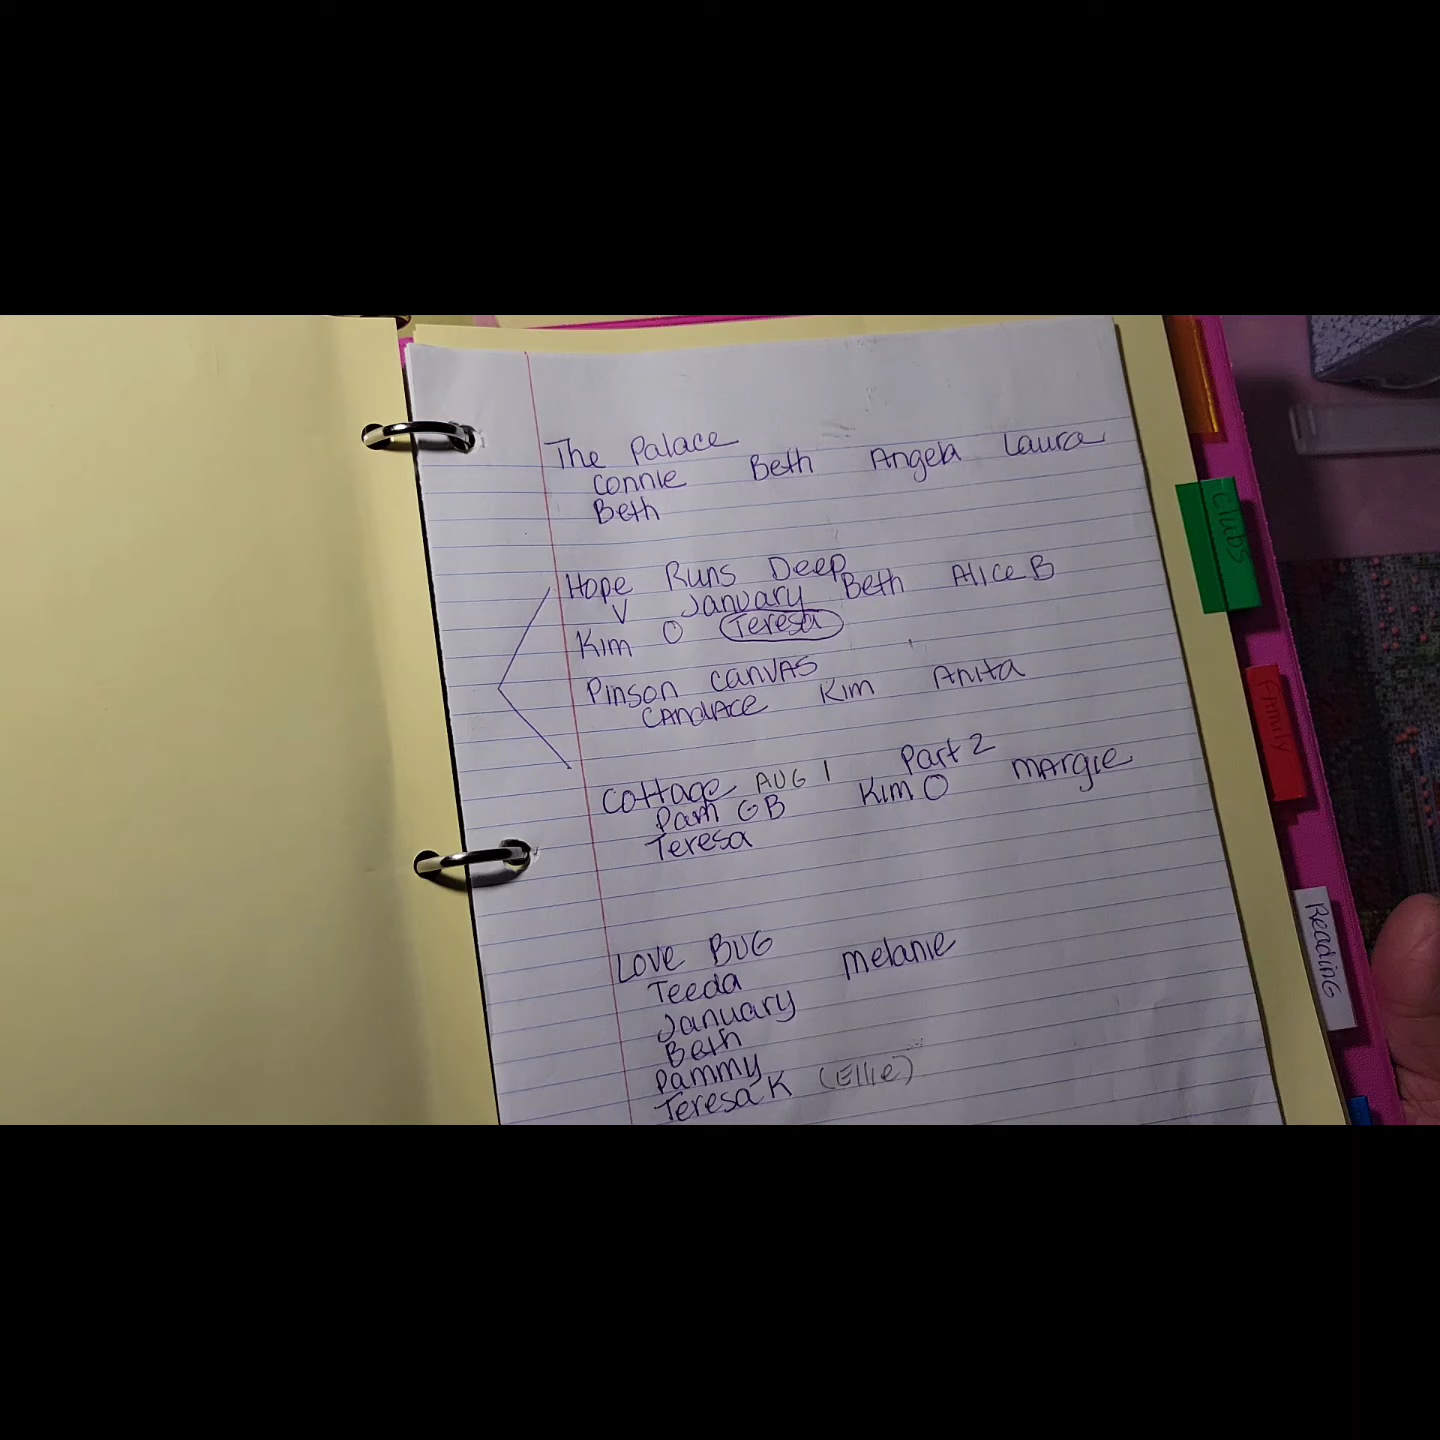 The Palace
Connie Beth Angela Laura
Beth
Hope Runs Deep
V January Beth Alice B
Kim O Teresa
Pinson Canvas
Candace Kim Anita
Cottage AUG 1 Part 2
Pam GB Kim O Margie
Teresa
Love BUG
Teeda Melanie
January
Beth
Pammy
Teresa K (Ellie)
Clubs
Family
Reading